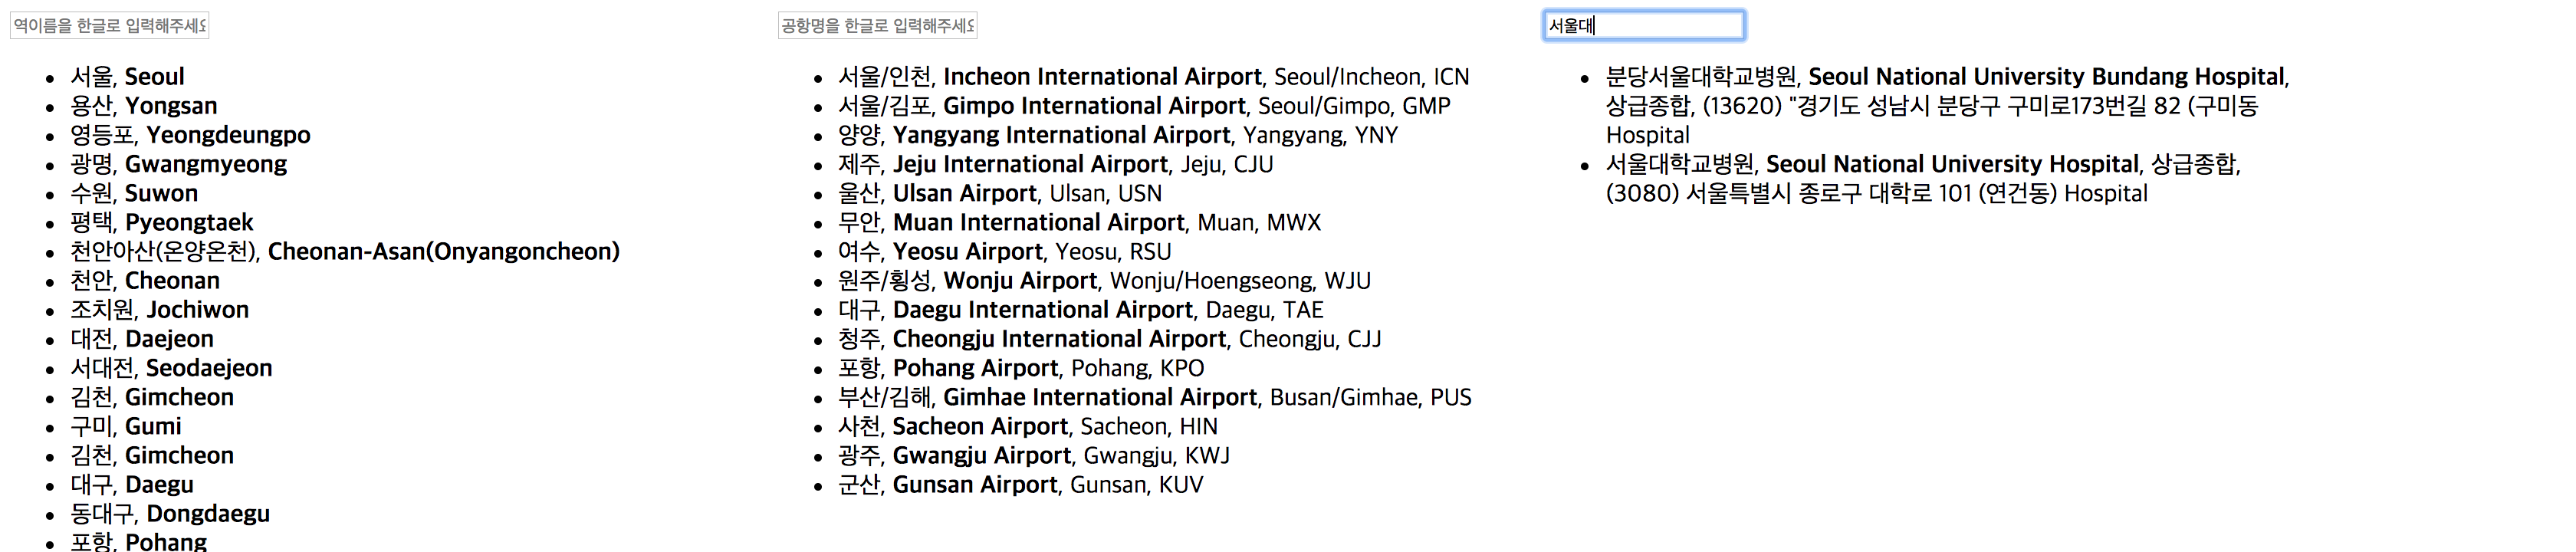 역이름을 한글로 입력해주세요
서울, Seoul
용산, Yongsan
영등포, Yeongdeungpo
광명, Gwangmyeong
수원, Suwon
평택, Pyeongtaek
천안아산(온양온천), Cheonan-Asan(Onyangoncheon)
천안, Cheonan
조치원, Jochiwon
대전, Daejeon
서대전, Seodaejeon
김천, Gimcheon
구미, Gumi
김천, Gimcheon
대구, Daegu
동대구, Dongdaegu
포항, Pohang
공항명을 한글로 입력해주세요
서울/인천, Incheon International Airport, Seoul/Incheon, ICN
서울/김포, Gimpo International Airport, Seoul/Gimpo, GMP
양양, Yangyang International Airport, Yangyang, YNY
제주, Jeju International Airport, Jeju, CJU
울산, Ulsan Airport, Ulsan, USN
무안, Muan International Airport, Muan, MWX
여수, Yeosu Airport, Yeosu, RSU
원주/횡성, Wonju Airport, Wonju/Hoengseong, WJU
대구, Daegu International Airport, Daegu, TAE
청주, Cheongju International Airport, Cheongju, CJJ
포항, Pohang Airport, Pohang, KPO
부산/김해, Gimhae International Airport, Busan/Gimhae, PUS
사천, Sacheon Airport, Sacheon, HIN
광주, Gwangju Airport, Gwangju, KWJ
군산, Gunsan Airport, Gunsan, KUV
서울대
분당서울대학교병원, Seoul National University Bundang Hospital,
상급종합, (13620) "경기도 성남시 분당구 구미로173번길 82 (구미동
Hospital
서울대학교병원, Seoul National University Hospital, 상급종합,
(3080) 서울특별시 종로구 대학로 101 (연건동) Hospital